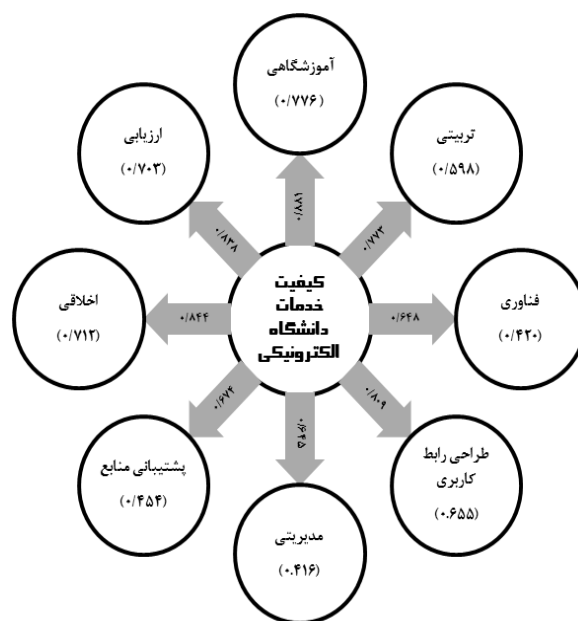 آموزشگاهی
(۰/۷۷۶)
ارزیابی
(۰/۷۰۳)
تربیتی
(۰/۵۹۸)
۰/۸۳۸
۰/۷۷۳
کیفیت
خدمات
دانشگاه
الکترونیکی
اخلاقی
(۰/۷۱۲)
۰/۸۴۴
۰/۶۴۸
فناوری
(۰/۴۲۰)
۰/۶۷۴
۰/۶۴۵
۰/۸۰۹
پشتیبانی منابع
(۰/۴۵۴)
طراحی رابط
کاربری
(۰.۶۵۵)
مدیریتی
(۰.۴۱۶)